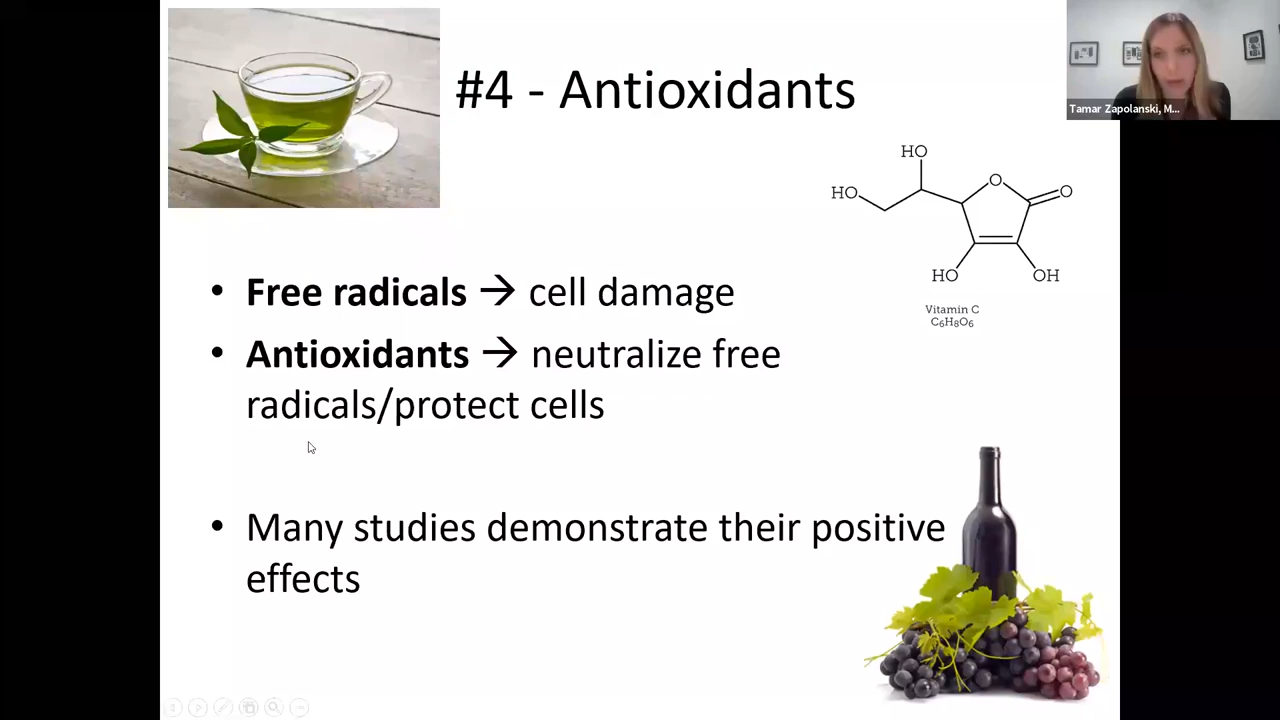 #4 - Antioxidants
Tamar Zapolanski, M...
HO
HO
O
O
HO
OH
Vitamin C
C₆H₈O₆
• Free radicals → cell damage
• Antioxidants → neutralize free
radicals/protect cells
• Many studies demonstrate their positive
effects